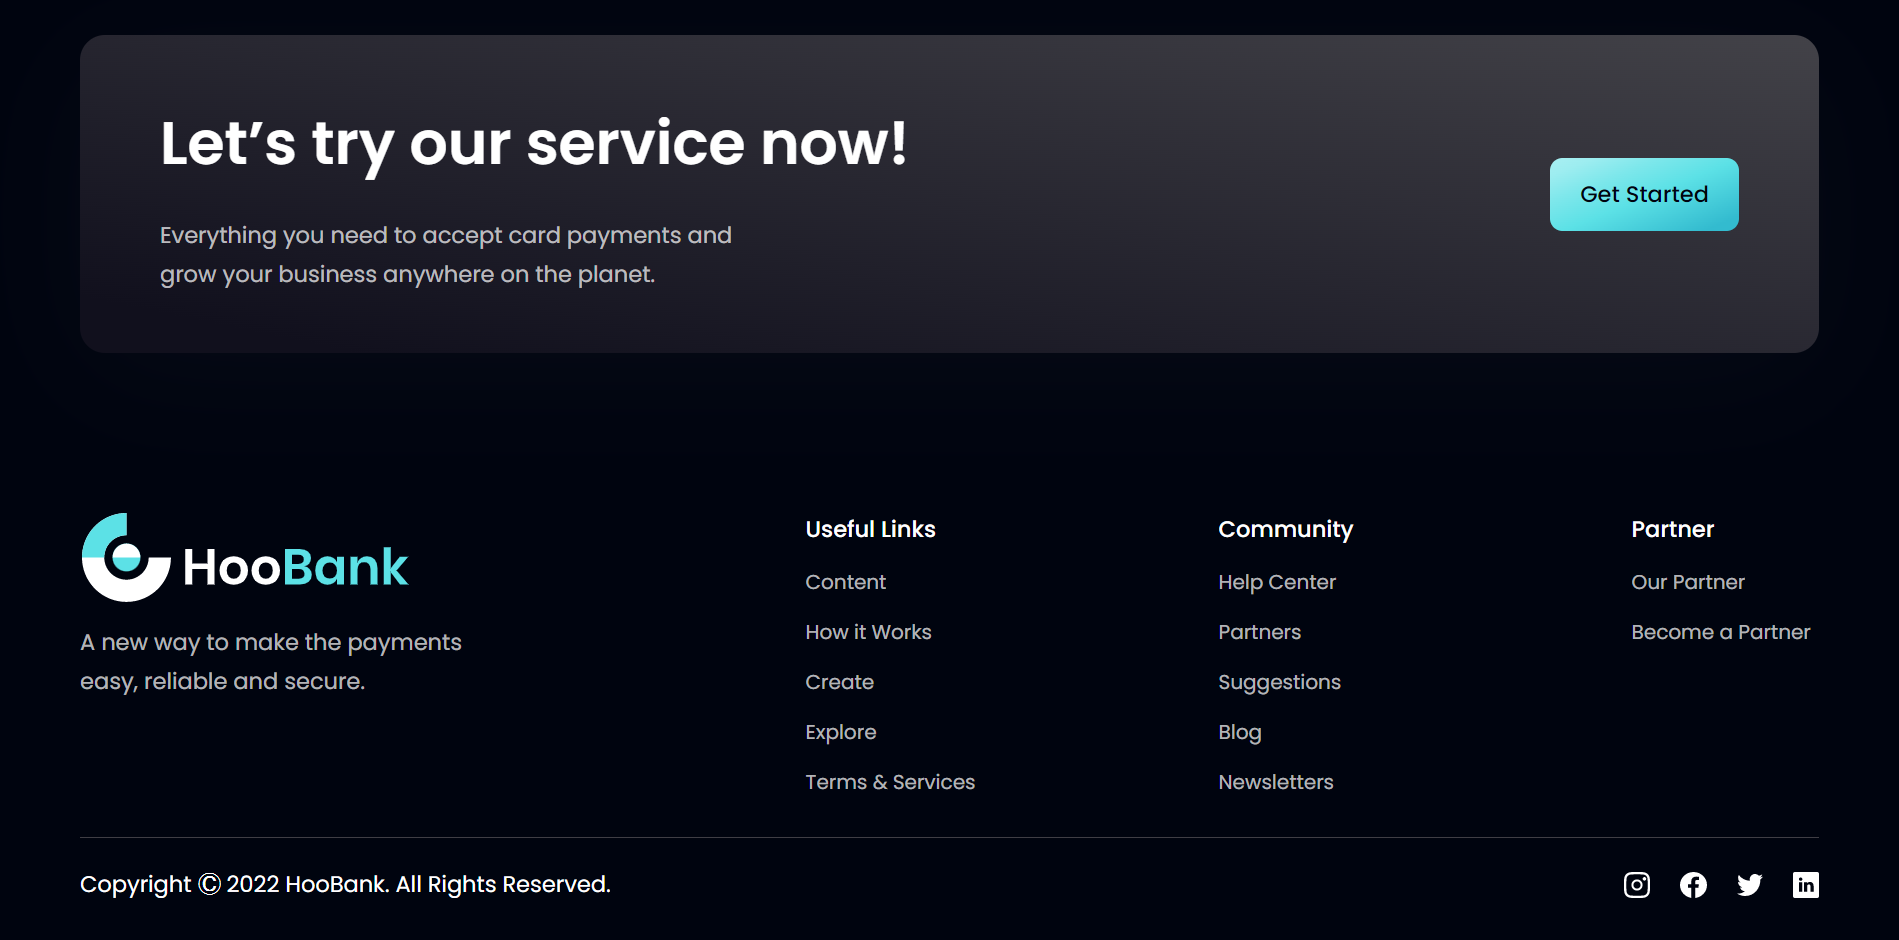 Let’s try our service now!
Everything you need to accept card payments and
grow your business anywhere on the planet.
Get Started
HooBank
A new way to make the payments
easy, reliable and secure.
Useful Links
Content
How it Works
Create
Explore
Terms & Services
Community
Help Center
Partners
Suggestions
Blog
Newsletters
Partner
Our Partner
Become a Partner
Copyright Ⓒ 2022 HooBank. All Rights Reserved.
in